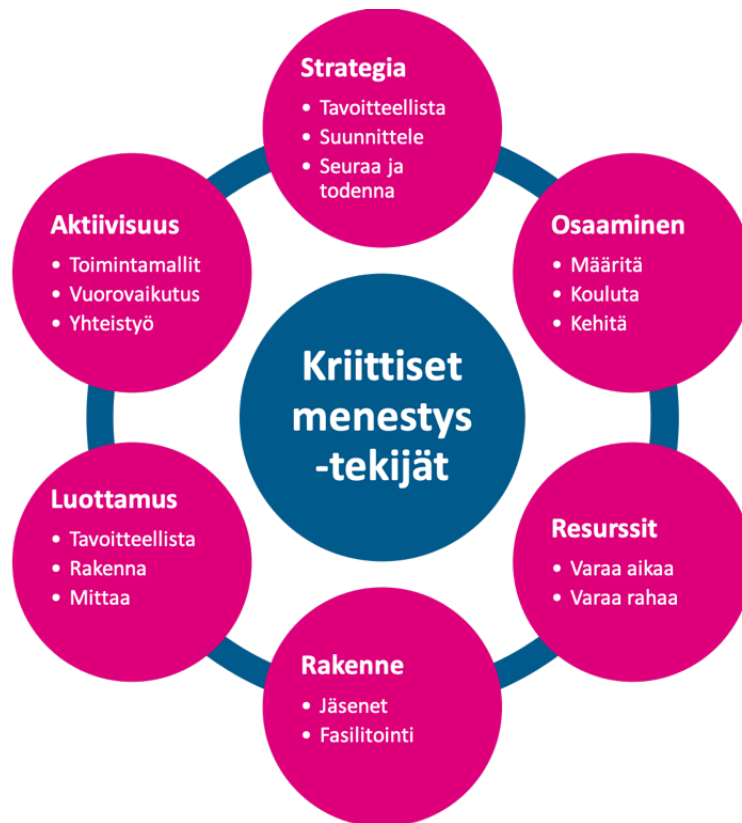 Strategia
• Tavoitteellista
• Suunnittele
• Seuraa ja
todenna
Osaaminen
• Määritä
• Kouluta
• Kehitä
Resurssit
• Varaa aikaa
• Varaa rahaa
Rakenne
• Jäsenet
• Fasilitointi
Luottamus
• Tavoitteellista
• Rakenna
• Mittaa
Aktiivisuus
• Toimintamallit
• Vuorovaikutus
• Yhteistyö
Kriittiset
menestys
-tekijät